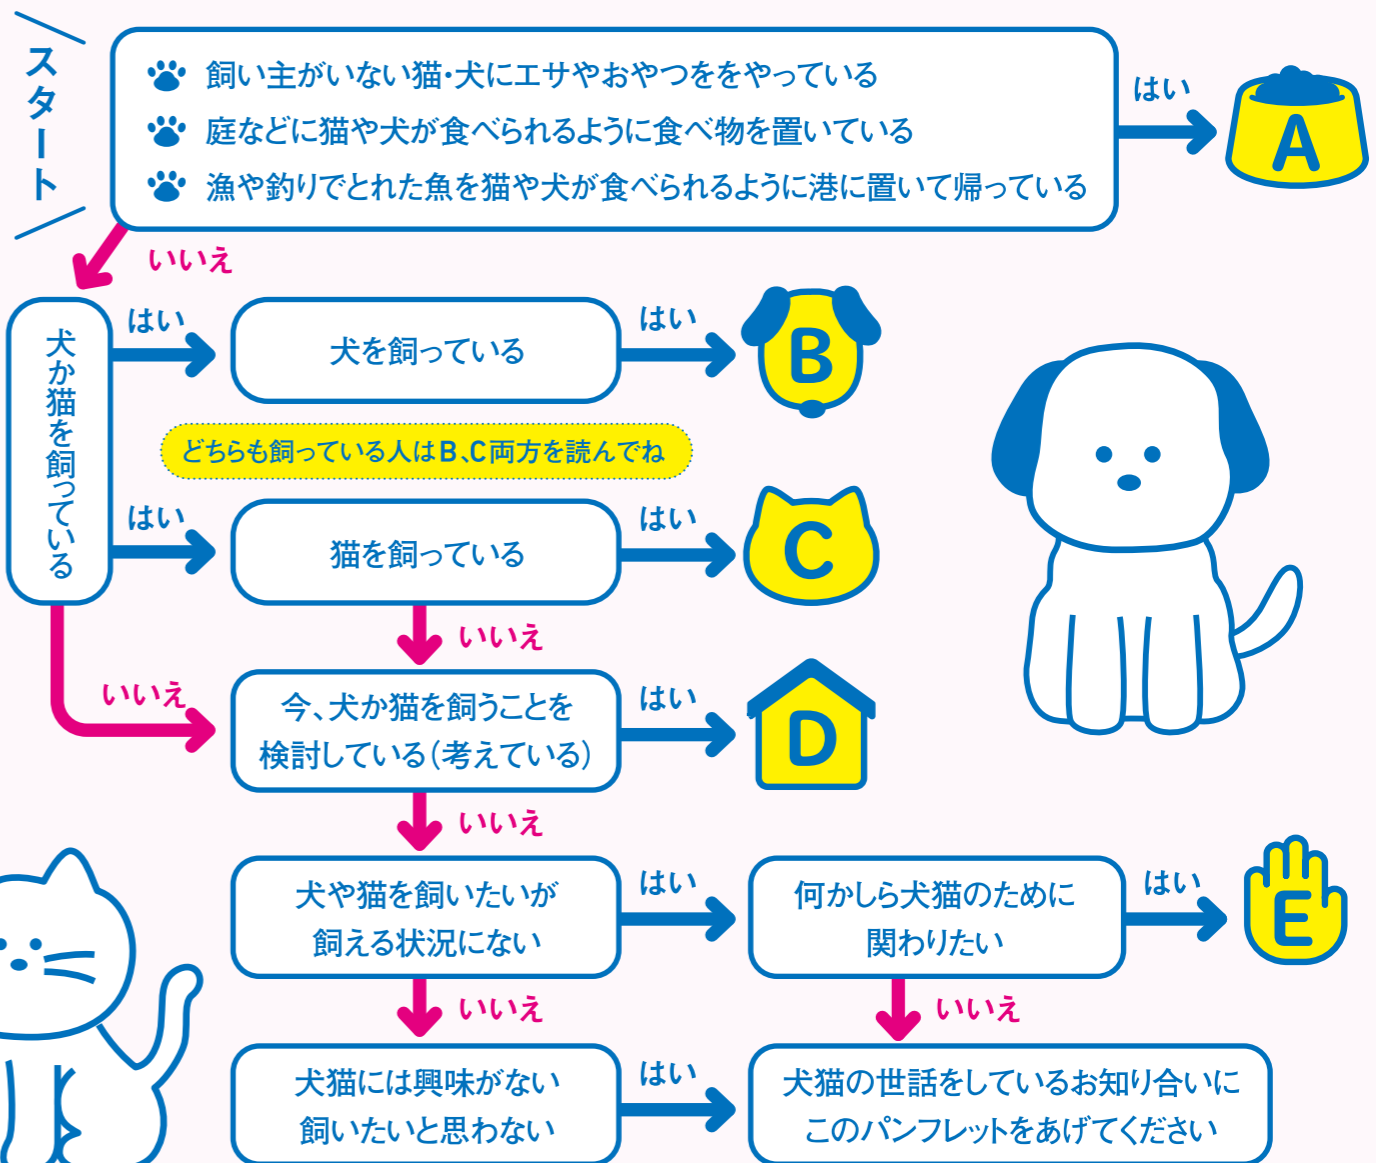 スタート
飼い主がいない猫・犬にエサやおやつををやっている
庭などに猫や犬が食べられるように食べ物を置いている
漁や釣りでとれた魚を猫や犬が食べられるように港に置いて帰っている
はい
A
いいえ
犬か猫を飼っている
はい
犬を飼っている
はい
B
どちらも飼っている人はB、C両方を読んでね
はい
猫を飼っている
はい
C
いいえ
いいえ
今、犬か猫を飼うことを
検討している（考えている）
はい
D
いいえ
犬や猫を飼いたいが
飼える状況にない
はい
何かしら犬猫のために
関わりたい
はい
E
いいえ
いいえ
犬猫には興味がない
飼いたいと思わない
はい
犬猫の世話をしているお知り合いに
このパンフレットをあげてください